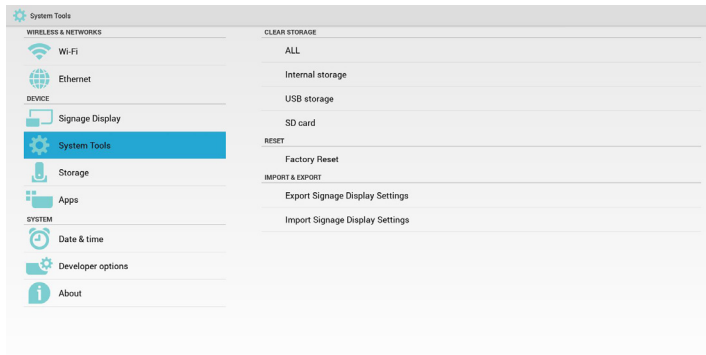 System Tools
WIRELESS & NETWORKS
Wi-Fi
Ethernet
DEVICE
Signage Display
System Tools
Storage
Apps
SYSTEM
Date & time
Developer options
About
CLEAR STORAGE
ALL
Internal storage
USB storage
SD card
RESET
Factory Reset
IMPORT & EXPORT
Export Signage Display Settings
Import Signage Display Settings